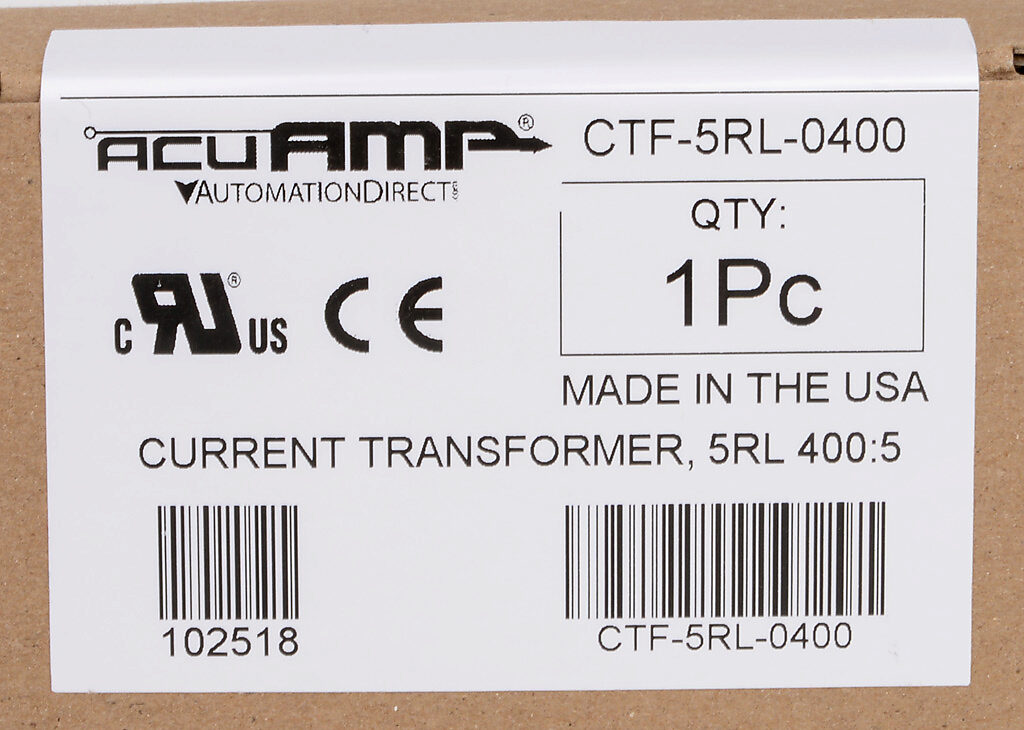 ACUAMP®
AUTOMATIONDIRECT
CTF-5RL-0400
QTY:
1Pc
C RU US ®
CE
MADE IN THE USA
CURRENT TRANSFORMER, 5RL 400:5
102518
CTF-5RL-0400